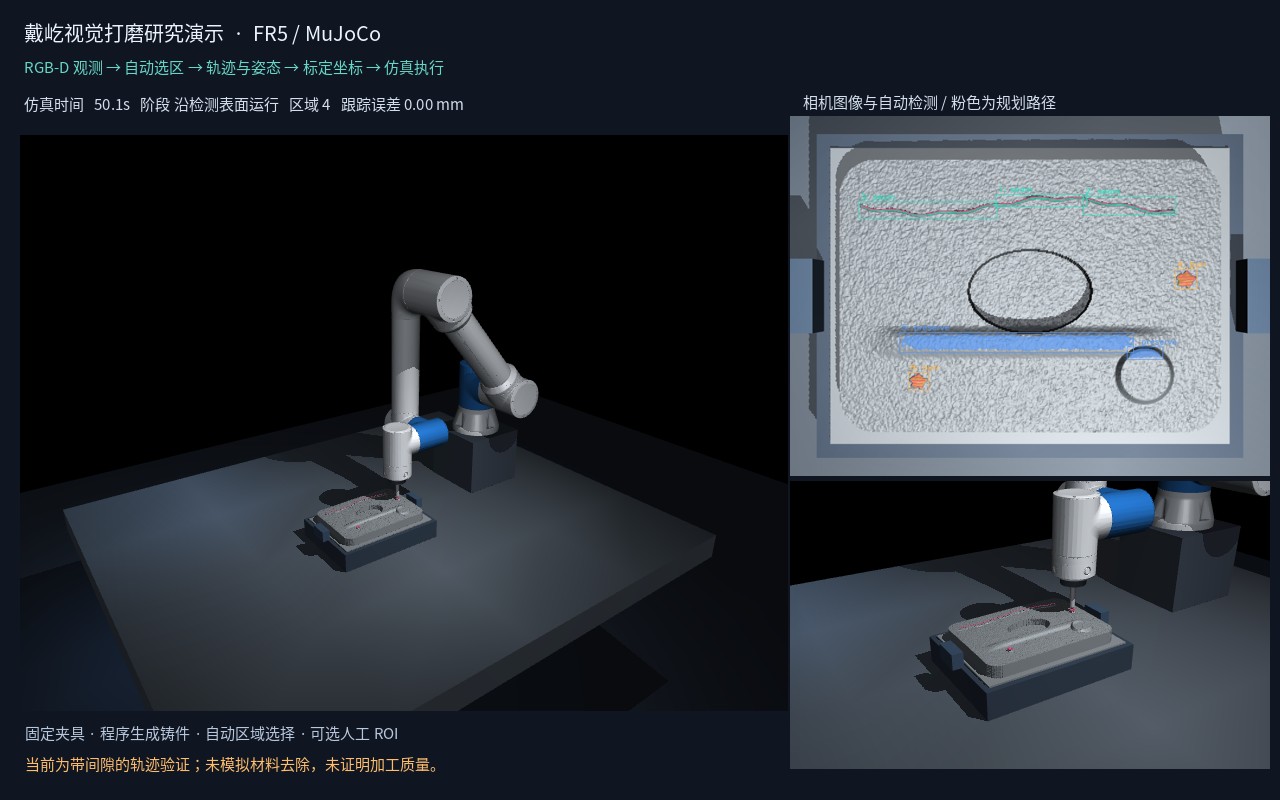 戴屹视觉打磨研究演示 · FR5 / MuJoCo
RGB-D 观测 → 自动选区 → 轨迹与姿态 → 标定坐标 → 仿真执行
仿真时间 50.1s 阶段 沿检测表面运行 区域 4 跟踪误差 0.00 mm
相机图像与自动检测 / 粉色为规划路径
固定夹具 · 程序生成铸件 · 自动区域选择 · 可选人工 ROI
当前为带间隙的轨迹验证；未模拟材料去除，未证明加工质量。